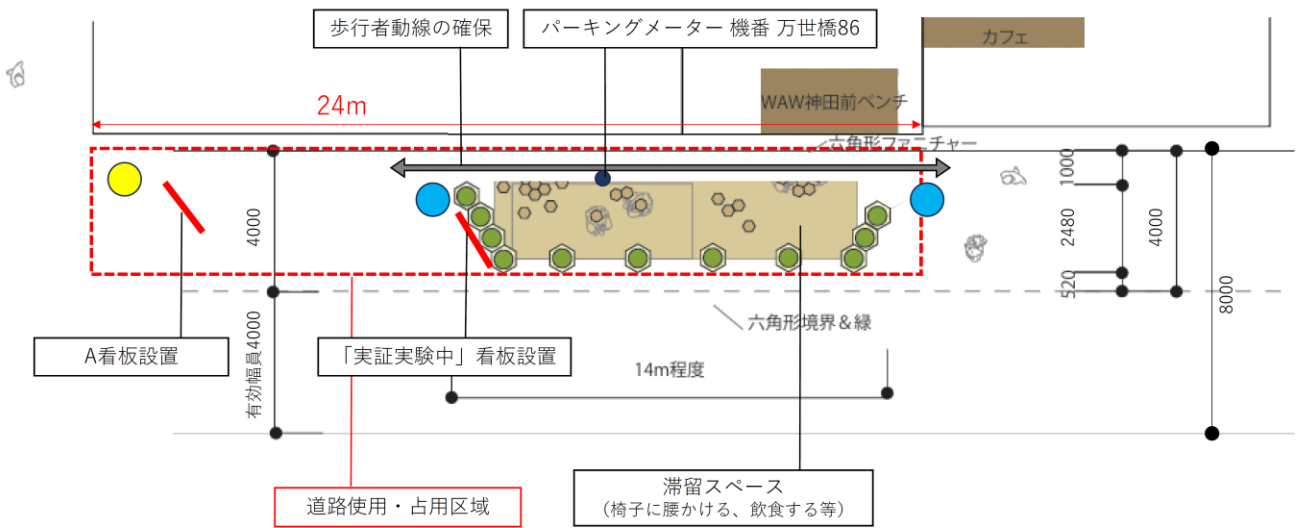 歩行者動線の確保
パーキングメーター 機番 万世橋86
カフェ
WAW神田前ベンチ
24m
六角形ファニチャー
1000
4000
2480
4000
520
8000
六角形境界＆緑
A看板設置
有効幅員4000
「実証実験中」看板設置
14m程度
道路使用・占用区域
滞留スペース
（椅子に腰かける、飲食する等）